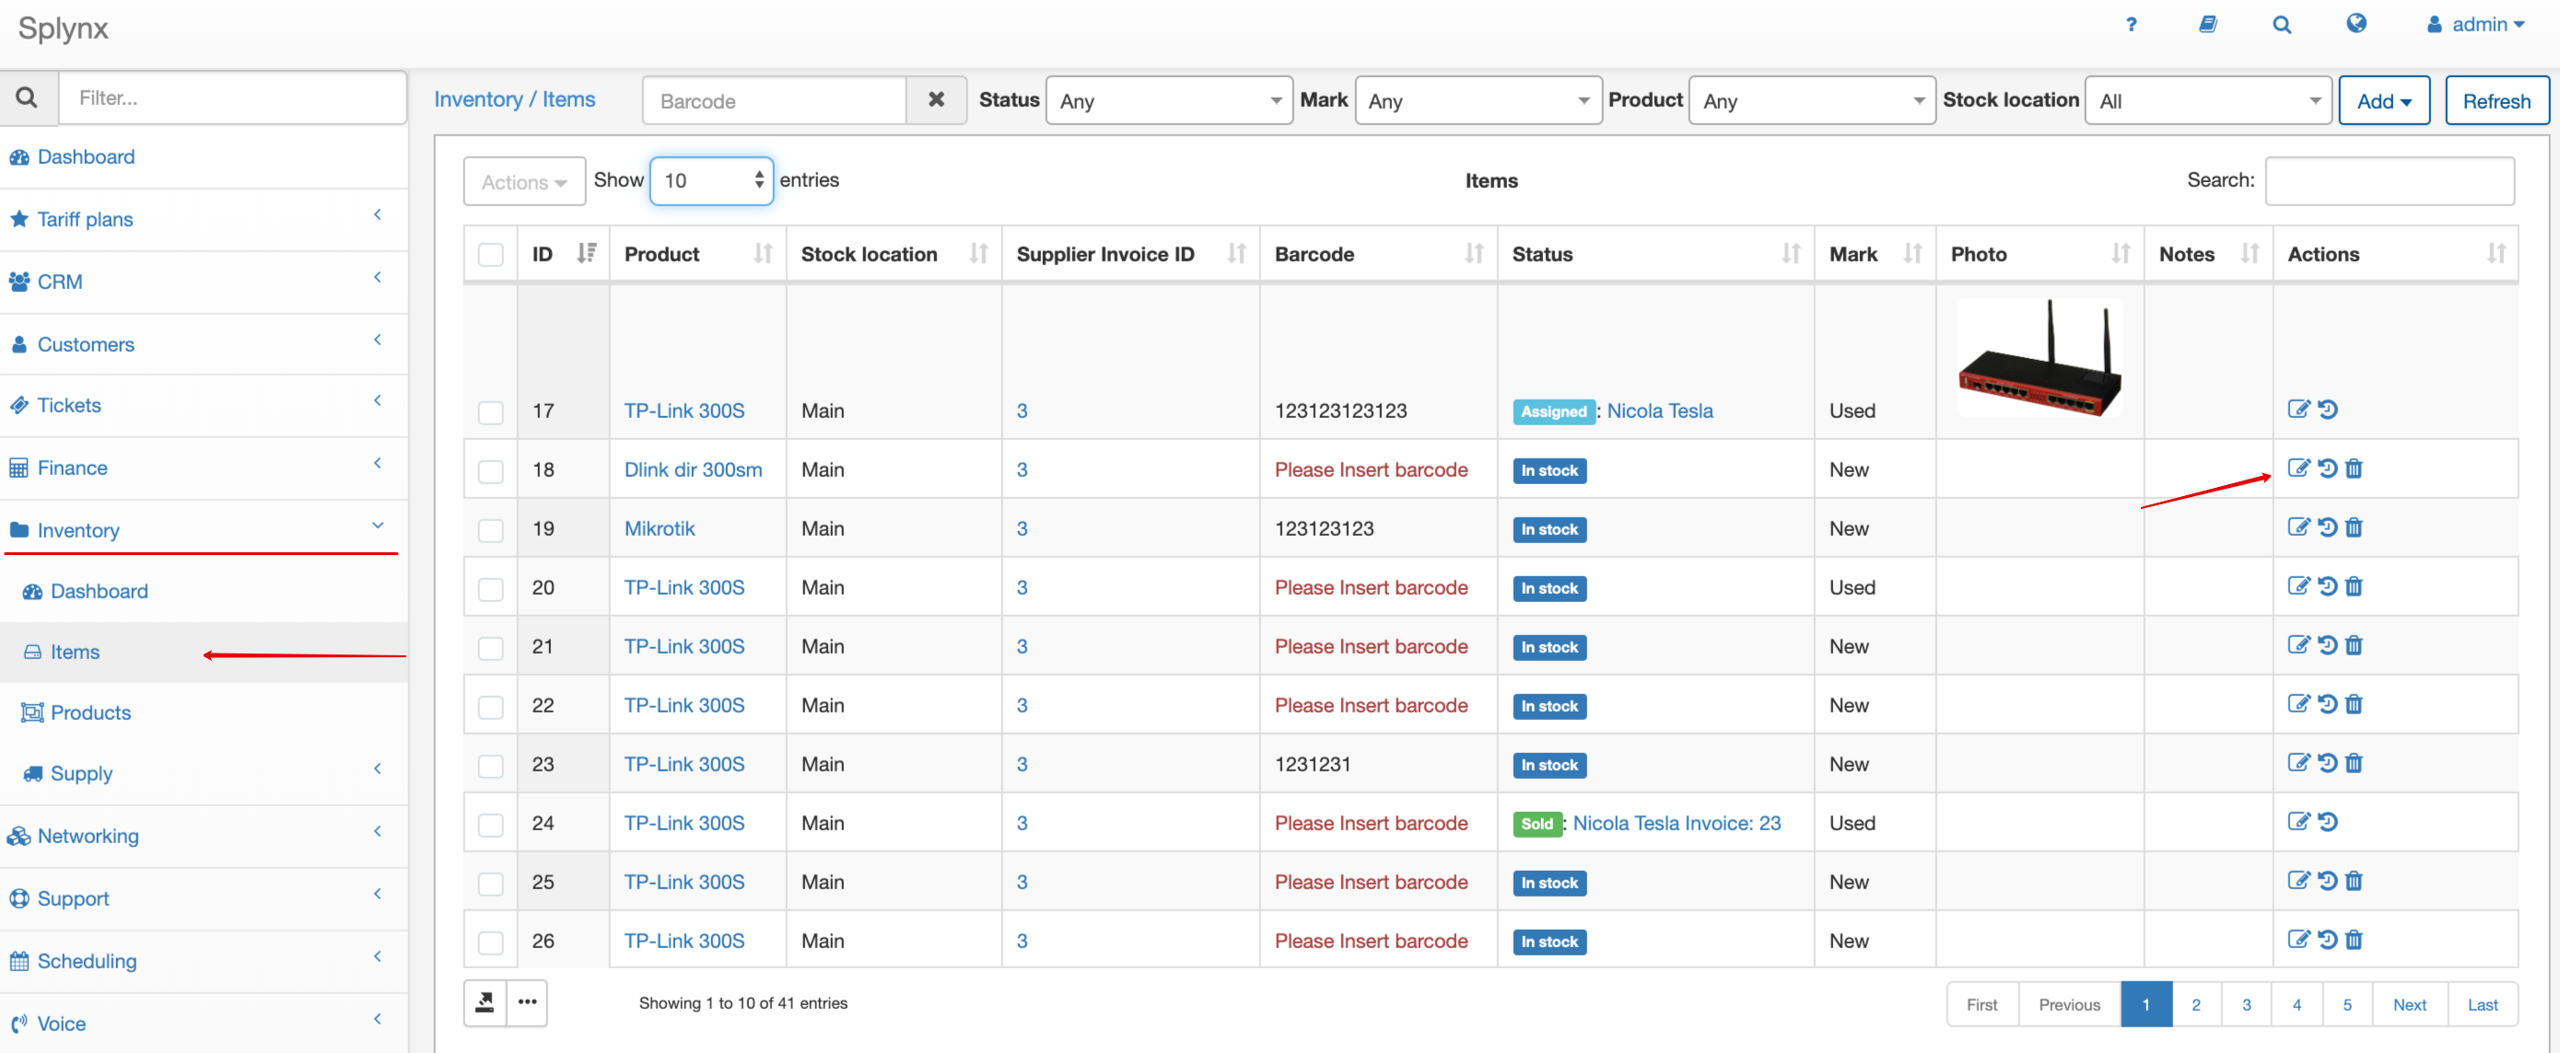 Splynx
? admin
Filter...
Inventory / Items Barcode Status Any Mark Any Product Any Stock location All Add Refresh
Dashboard
Tariff plans
CRM
Customers
Tickets
Finance
Inventory
Dashboard
Items
Products
Supply
Networking
Support
Scheduling
Voice
Actions Show 10 entries Items Search:
ID Product Stock location Supplier Invoice ID Barcode Status Mark Photo Notes Actions
17 TP-Link 300S Main 3 123123123123 Assigned : Nicola Tesla Used
18 Dlink dir 300sm Main 3 Please Insert barcode In stock New
19 Mikrotik Main 3 123123123 In stock New
20 TP-Link 300S Main 3 Please Insert barcode In stock Used
21 TP-Link 300S Main 3 Please Insert barcode In stock New
22 TP-Link 300S Main 3 Please Insert barcode In stock New
23 TP-Link 300S Main 3 1231231 In stock New
24 TP-Link 300S Main 3 Please Insert barcode Sold : Nicola Tesla Invoice: 23 Used
25 TP-Link 300S Main 3 Please Insert barcode In stock New
26 TP-Link 300S Main 3 Please Insert barcode In stock New
Showing 1 to 10 of 41 entries First Previous 1 2 3 4 5 Next Last